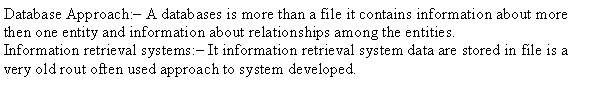 Database Approach:– A databases is more than a file it contains information about more
then one entity and information about relationships among the entities.
Information retrieval systems:– It information retrieval system data are stored in file is a
very old rout often used approach to system developed.